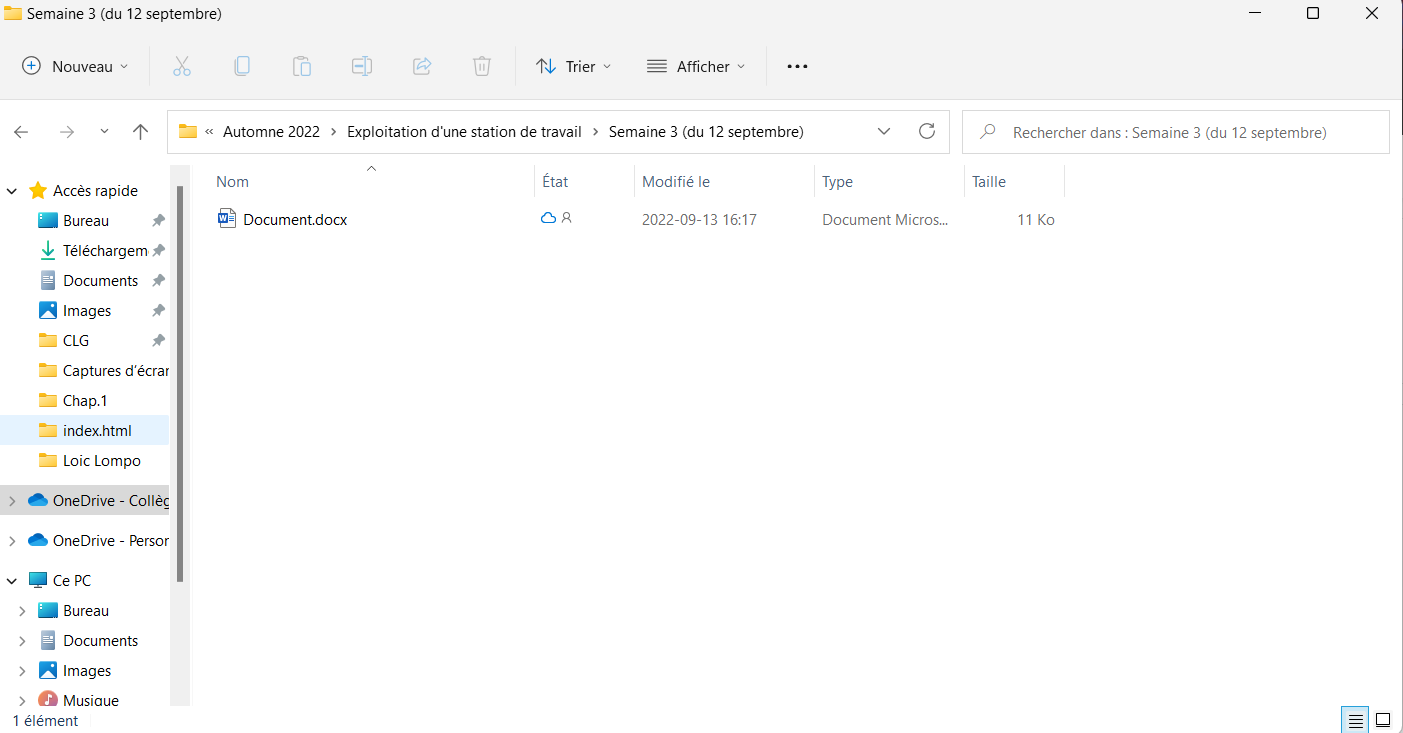 Semaine 3 (du 12 septembre)
Nouveau Trier Afficher
« Automne 2022 › Exploitation d'une station de travail › Semaine 3 (du 12 septembre)
Rechercher dans : Semaine 3 (du 12 septembre)
Nom État Modifié le Type Taille
Document.docx 2022-09-13 16:17 Document Micros... 11 Ko
Accès rapide
Bureau
Téléchargem
Documents
Images
CLG
Captures d'écran
Chap.1
index.html
Loic Lompo
OneDrive - Collèg
OneDrive - Person
Ce PC
Bureau
Documents
Images
Musique
1 élément